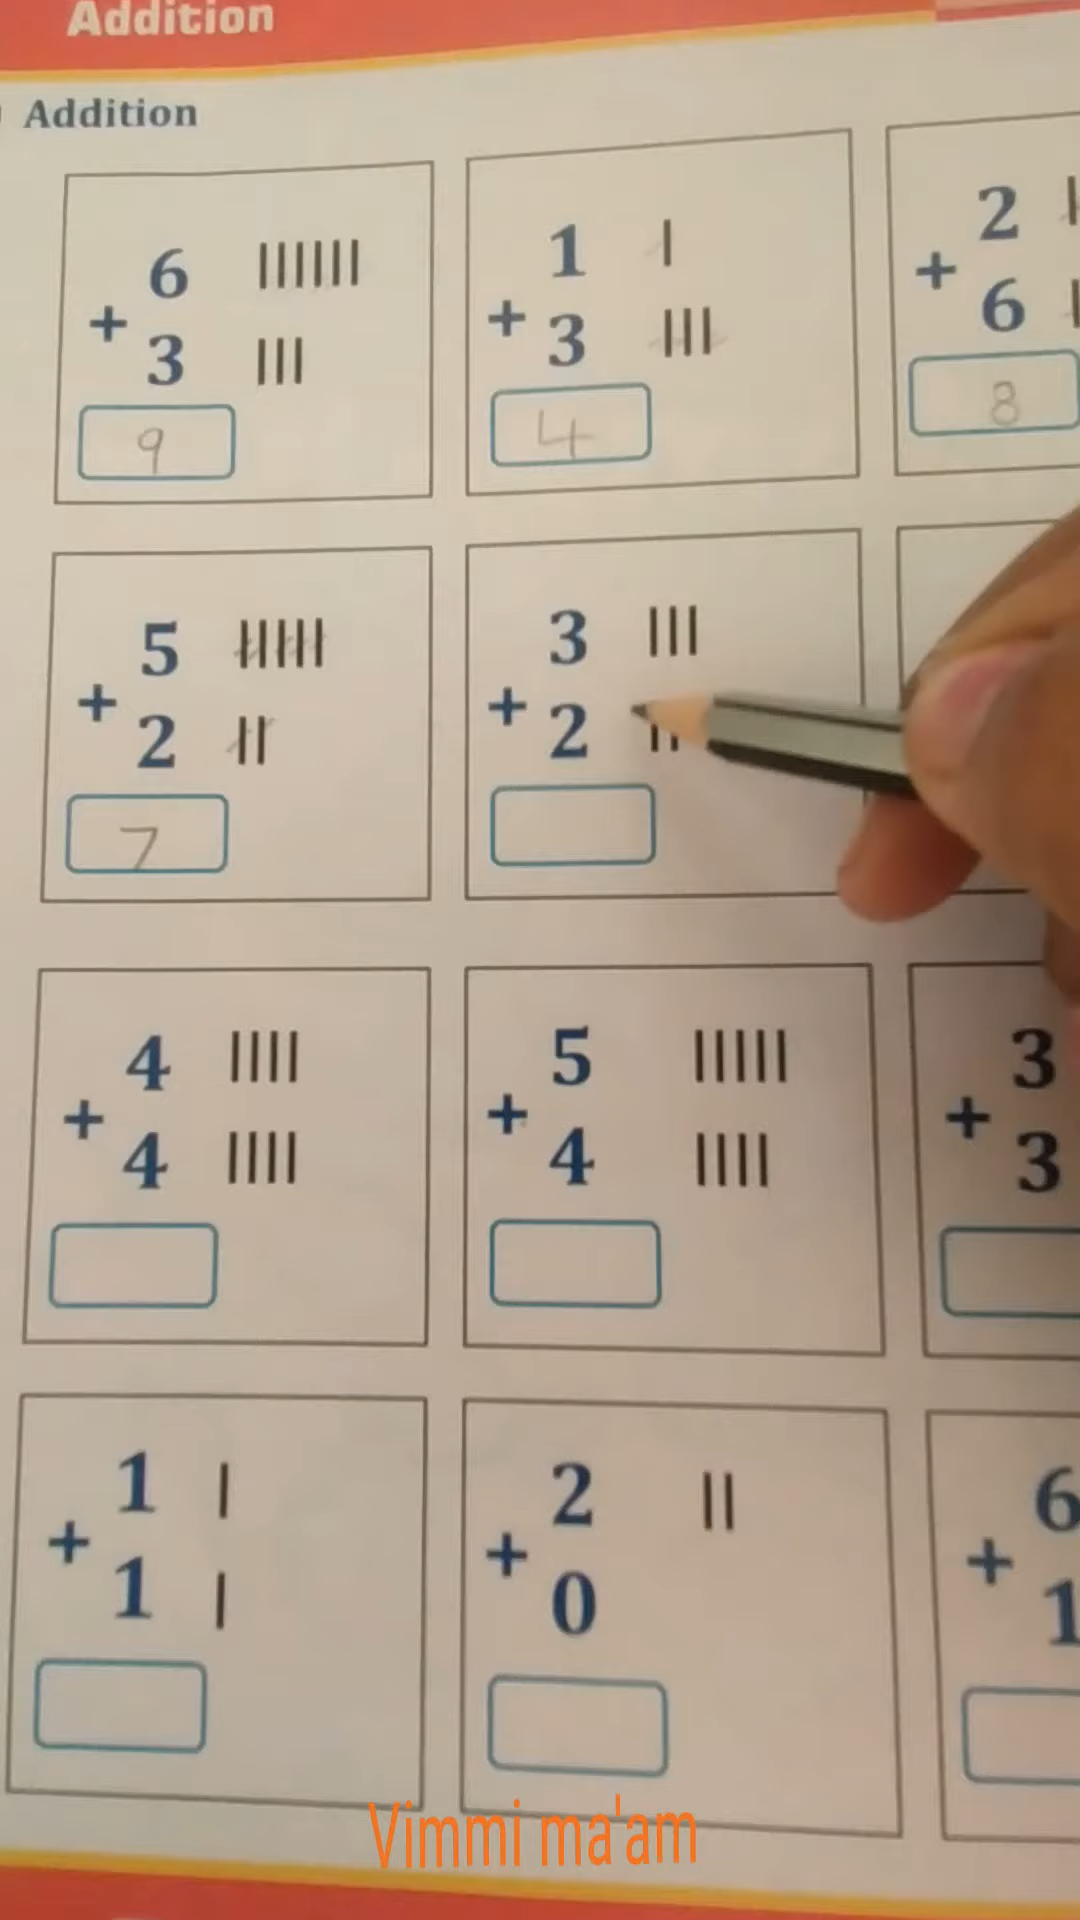 Addition
Addition
6 1 2
+ + +
3 3 6
9 4 8
5 3
+ +
2 2
7
4 5 3
+ + +
4 4 3
1 2 6
+ + +
1 0 1
Vimmi ma'am